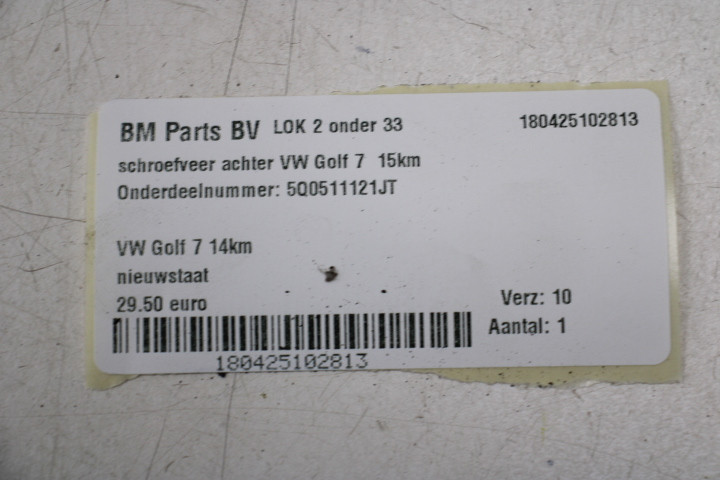 BM Parts BV LOK 2 onder 33 180425102813
schroefveer achter VW Golf 7 15km
Onderdeelnummer: 5Q0511121JT
VW Golf 7 14km
nieuwstaat
29.50 euro
Verz: 10
Aantal: 1
180425102813